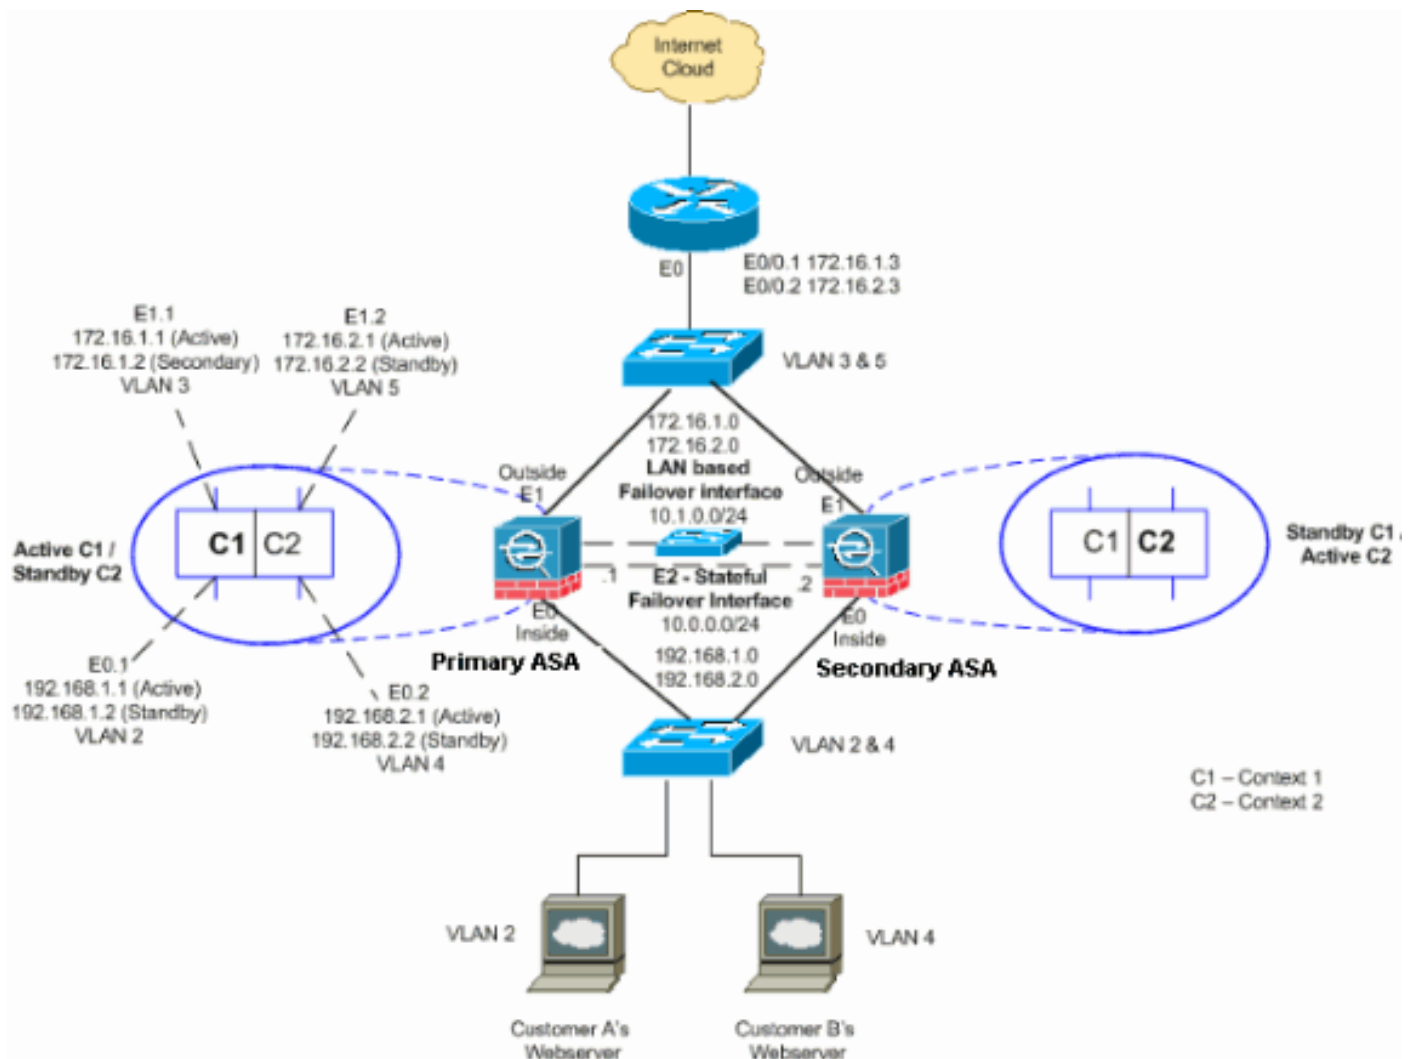 Internet
Cloud
E0
E0/0.1 172.16.1.3
E0/0.2 172.16.2.3
E1.1
172.16.1.1 (Active)
172.16.1.2 (Secondary)
VLAN 3
E1.2
172.16.2.1 (Active)
172.16.2.2 (Standby)
VLAN 5
VLAN 3 & 5
172.16.1.0
172.16.2.0
LAN based
Failover interface
10.1.0.0/24
Outside
E1
Outside
E1
Active C1 /
Standby C2
C1
C2
C1
C2
Standby C1 /
Active C2
.1
.2
E2 - Stateful
Failover Interface
10.0.0.0/24
E0
Inside
E0
Inside
Primary ASA
Secondary ASA
192.168.1.0
192.168.2.0
E0.1
192.168.1.1 (Active)
192.168.1.2 (Standby)
VLAN 2
E0.2
192.168.2.1 (Active)
192.168.2.2 (Standby)
VLAN 4
VLAN 2 & 4
C1 – Context 1
C2 – Context 2
VLAN 2
VLAN 4
Customer A's
Webserver
Customer B's
Webserver